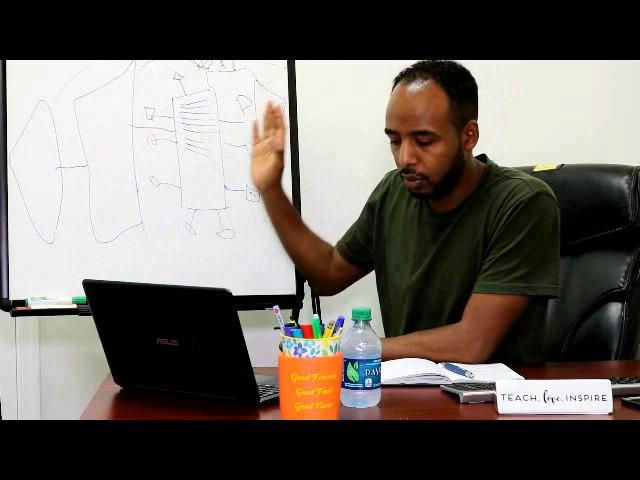 ASUS
Good Friends
Good Food
Good Times
DASANI
TEACH, love, INSPIRE